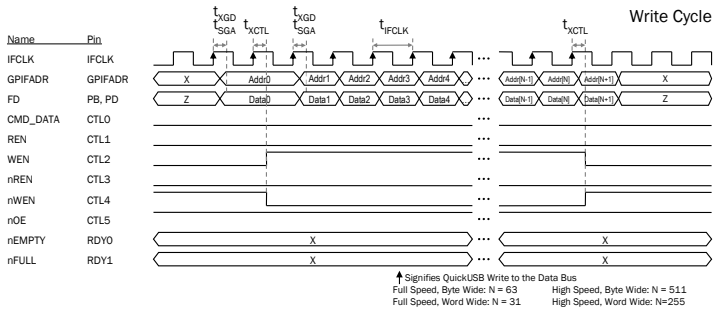 Write Cycle
tXGD tXGD
tSGA tXCTL tSGA tIFCLK tXCTL
Name Pin
IFCLK IFCLK ...
GPIFADR GPIFADR X Addr0 Addr1 Addr2 Addr3 Addr4 ... Addr[N-1] Addr[N] Addr[N+1] X
FD PB, PD Z Data0 Data1 Data2 Data3 Data4 ... Data[N-1] Data[N] Data[N+1] Z
CMD_DATA CTL0 ...
REN CTL1 ...
WEN CTL2 ...
nREN CTL3 ...
nWEN CTL4 ...
nOE CTL5 ...
nEMPTY RDY0 X ... X
nFULL RDY1 X ... X
Signifies QuickUSB Write to the Data Bus
Full Speed, Byte Wide: N = 63 High Speed, Byte Wide: N = 511
Full Speed, Word Wide: N = 31 High Speed, Word Wide: N=255